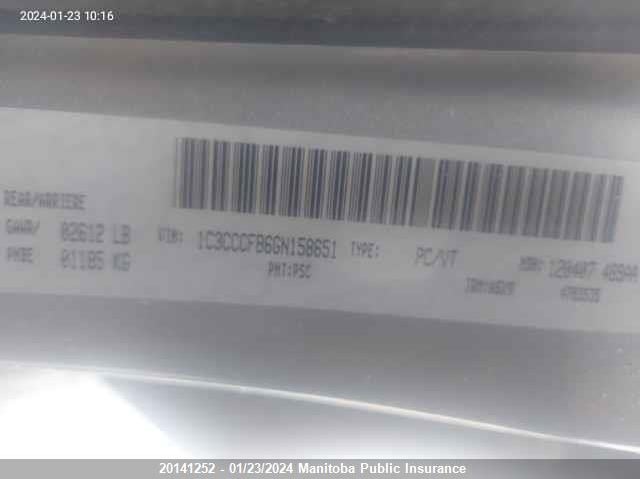 2024-01-23 10:16
REAR/ARRIERE
GAWR/ 02612 LB
PNBE 01185 KG
VIN: 1C3CCCFB6GN158651 TYPE: PC/VT
PNT:PSC
20141252 - 01/23/2024 Manitoba Public Insurance